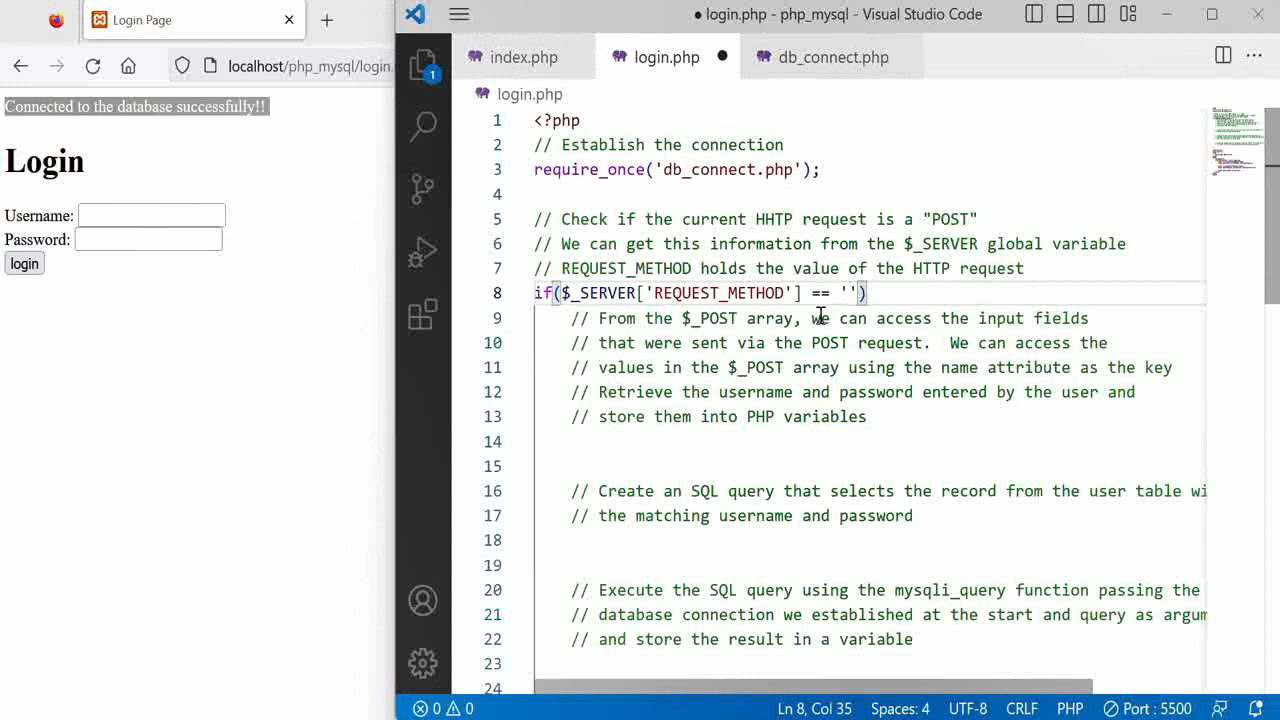 Login Page
login.php - php_mysql - Visual Studio Code
index.php
login.php
db_connect.php
localhost/php_mysql/login.
1
login.php
Connected to the database successfully!!
Login
Username:
Password:
login
1 <?php
2 // Establish the connection
3 require_once('db_connect.php');
4
5 // Check if the current HHTP request is a "POST"
6 // We can get this information from the $_SERVER global variable
7 // REQUEST_METHOD holds the value of the HTTP request
8 if($_SERVER['REQUEST_METHOD'] == '')
9 // From the $_POST array, we can access the input fields
10 // that were sent via the POST request.  We can access the
11 // values in the $_POST array using the name attribute as the key
12 // Retrieve the username and password entered by the user and
13 // store them into PHP variables
14
15
16 // Create an SQL query that selects the record from the user table wi
17 // the matching username and password
18
19
20 // Execute the SQL query using the mysqli_query function passing the
21 // database connection we established at the start and query as argum
22 // and store the result in a variable
23
24
0 0 Ln 8, Col 35 Spaces: 4 UTF-8 CRLF PHP Port : 5500